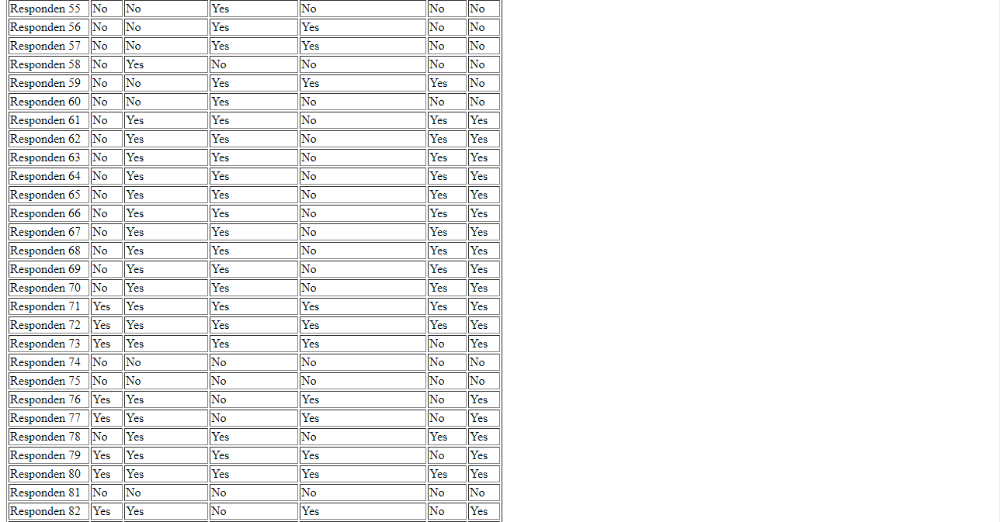 Responden 55 No No Yes No No No
Responden 56 No No Yes Yes No No
Responden 57 No No Yes Yes No No
Responden 58 No Yes No No No No
Responden 59 No No Yes Yes Yes No
Responden 60 No No Yes No No No
Responden 61 No Yes Yes No Yes Yes
Responden 62 No Yes Yes No Yes Yes
Responden 63 No Yes Yes No Yes Yes
Responden 64 No Yes Yes No Yes Yes
Responden 65 No Yes Yes No Yes Yes
Responden 66 No Yes Yes No Yes Yes
Responden 67 No Yes Yes No Yes Yes
Responden 68 No Yes Yes No Yes Yes
Responden 69 No Yes Yes No Yes Yes
Responden 70 No Yes Yes No Yes Yes
Responden 71 Yes Yes Yes Yes Yes Yes
Responden 72 Yes Yes Yes Yes Yes Yes
Responden 73 Yes Yes Yes Yes No Yes
Responden 74 No No No No No No
Responden 75 No No No No No No
Responden 76 Yes Yes No Yes No Yes
Responden 77 Yes Yes No Yes No Yes
Responden 78 No Yes Yes No Yes Yes
Responden 79 Yes Yes Yes Yes No Yes
Responden 80 Yes Yes Yes Yes Yes Yes
Responden 81 No No No No No No
Responden 82 Yes Yes No Yes No Yes